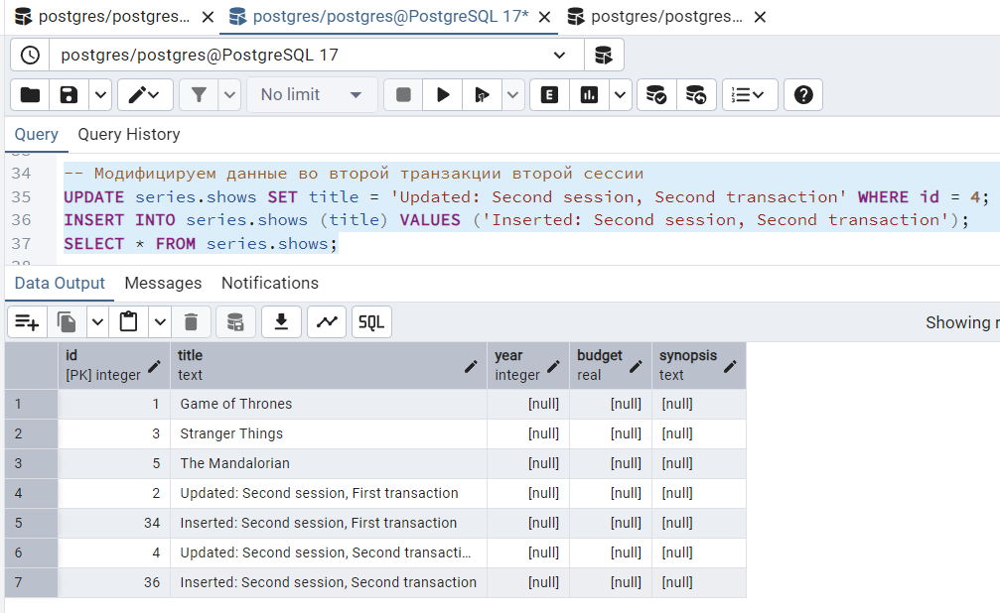 postgres/postgres... postgres/postgres@PostgreSQL 17* postgres/postgres...
postgres/postgres@PostgreSQL 17
No limit
Query Query History
34 -- Модифицируем данные во второй транзакции второй сессии
35 UPDATE series.shows SET title = 'Updated: Second session, Second transaction' WHERE id = 4;
36 INSERT INTO series.shows (title) VALUES ('Inserted: Second session, Second transaction');
37 SELECT * FROM series.shows;
Data Output Messages Notifications
SQL Showing r
id title year budget synopsis
[PK] integer text integer real text
1 1 Game of Thrones [null] [null] [null]
2 3 Stranger Things [null] [null] [null]
3 5 The Mandalorian [null] [null] [null]
4 2 Updated: Second session, First transaction [null] [null] [null]
5 34 Inserted: Second session, First transaction [null] [null] [null]
6 4 Updated: Second session, Second transacti... [null] [null] [null]
7 36 Inserted: Second session, Second transaction [null] [null] [null]